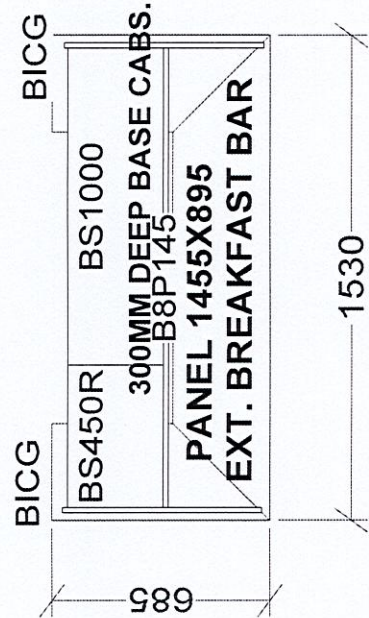 BICG
BICG
BS450R
BS1000
300MM DEEP BASE CABS.
B8P145
PANEL 1455X895
EXT. BREAKFAST BAR
1530
685